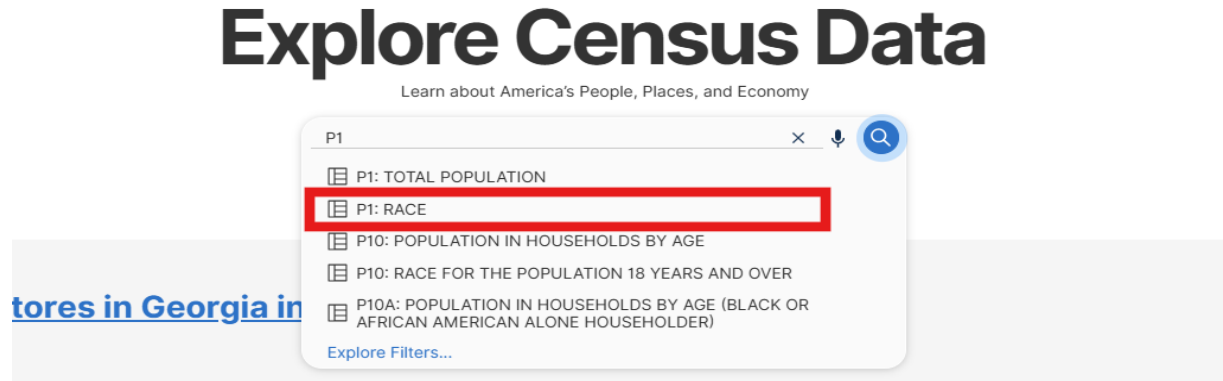 Explore Census Data
Learn about America's People, Places, and Economy
P1
P1: TOTAL POPULATION
P1: RACE
P10: POPULATION IN HOUSEHOLDS BY AGE
P10: RACE FOR THE POPULATION 18 YEARS AND OVER
P10A: POPULATION IN HOUSEHOLDS BY AGE (BLACK OR
AFRICAN AMERICAN ALONE HOUSEHOLDER)
tores in Georgia in
Explore Filters...